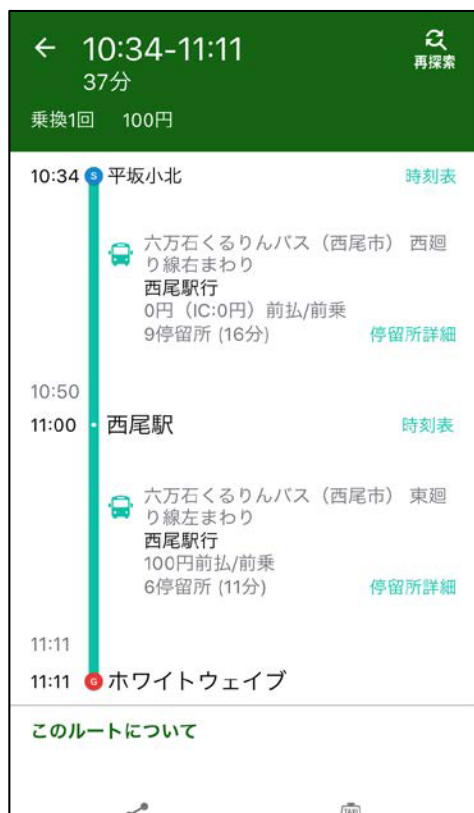 ← 10:34-11:11
再探索
37分
乗換1回 100円
10:34 S 平坂小北 時刻表
六万石くるりんバス（西尾市） 西廻
り線右まわり
西尾駅行
0円（IC:0円）前払/前乗
9停留所 (16分) 停留所詳細
10:50
11:00 西尾駅 時刻表
六万石くるりんバス（西尾市） 東廻
り線左まわり
西尾駅行
100円前払/前乗
6停留所 (11分) 停留所詳細
11:11
11:11 G ホワイトウェイブ
このルートについて
TAXI